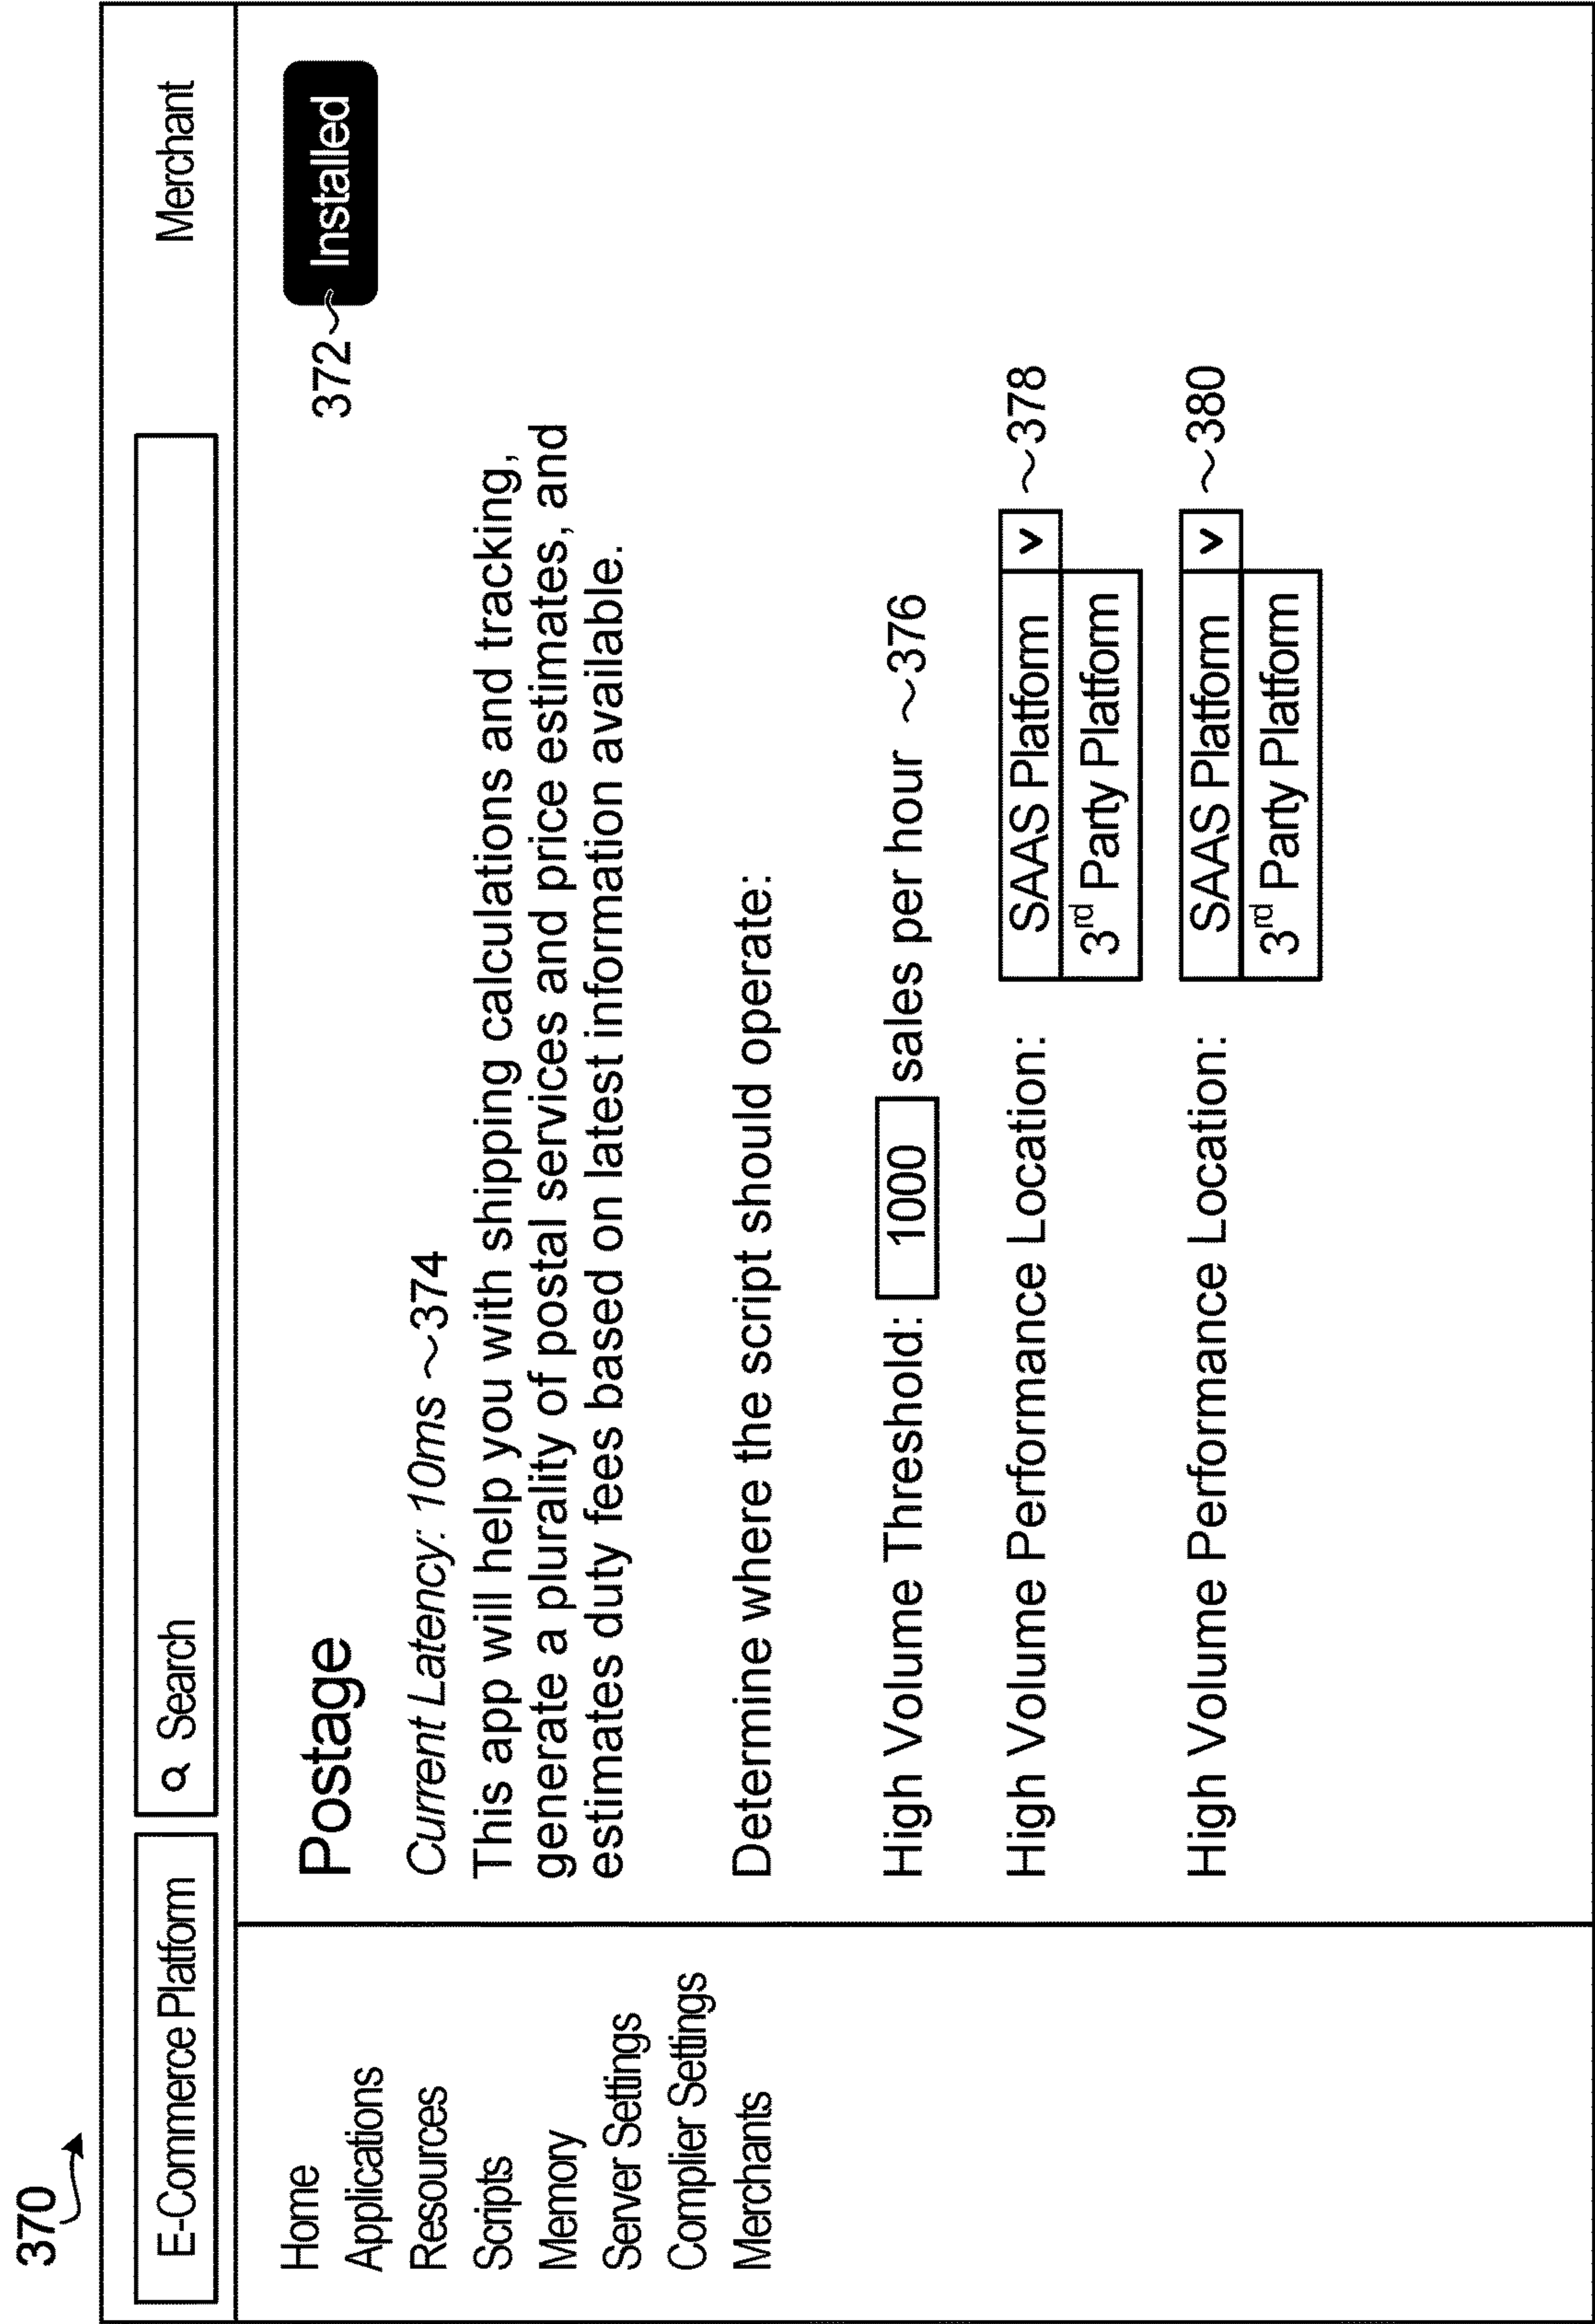 370
E-Commerce Platform
Search
Merchant
Home
Applications
Resources
Scripts
Memory
Server Settings
Complier Settings
Merchants
Postage
372 Installed
Current Latency: 10ms ~374
This app will help you with shipping calculations and tracking,
generate a plurality of postal services and price estimates, and
estimates duty fees based on latest information available.
Determine where the script should operate:
High Volume Threshold: 1000 sales per hour ~376
High Volume Performance Location: SAAS Platform v ~378
3rd Party Platform
High Volume Performance Location: SAAS Platform v ~380
3rd Party Platform